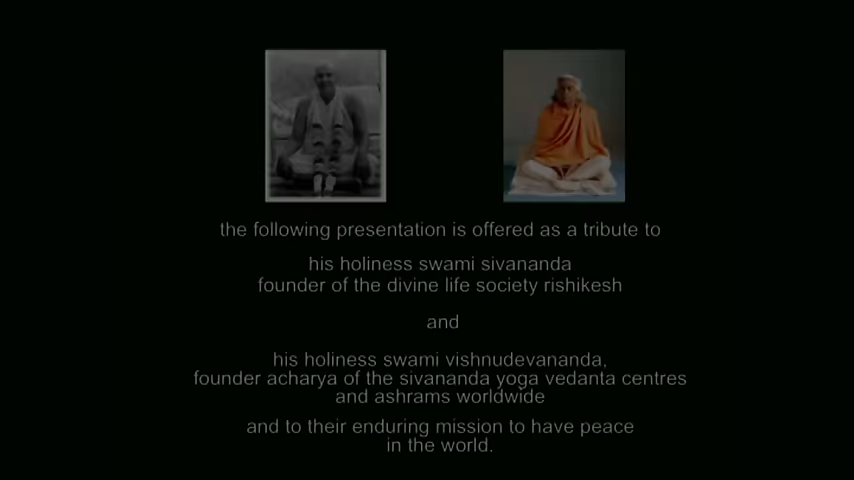 the following presentation is offered as a tribute to
his holiness swami sivananda
founder of the divine life society rishikesh
and
his holiness swami vishnudevananda,
founder acharya of the sivananda yoga vedanta centres
and ashrams worldwide
and to their enduring mission to have peace
in the world.